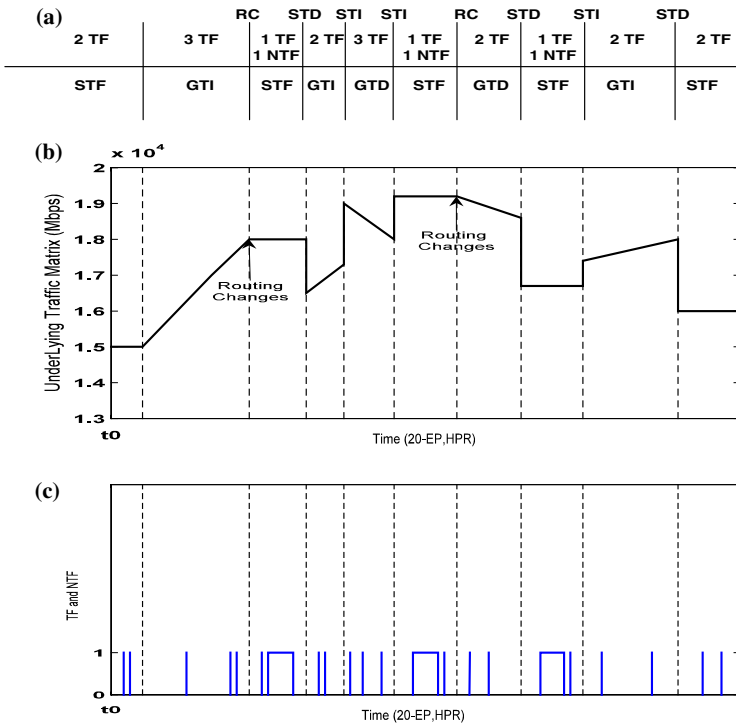 (a)
RC STD STI STI RC STD STI STD
2 TF 3 TF 1 TF 2 TF 3 TF 1 TF 2 TF 1 TF 2 TF 2 TF
1 NTF 1 NTF 1 NTF
STF GTI STF GTI GTD STF GTD STF GTI STF
(b)
x 10⁴
2
1.9
1.8
1.7
1.6
1.5
1.4
1.3
UnderLying Traffic Matrix (Mbps)
Routing
Changes
Routing
Changes
t0
Time (20-EP,HPR)
(c)
TF and NTF
1
0
t0
Time (20-EP,HPR)